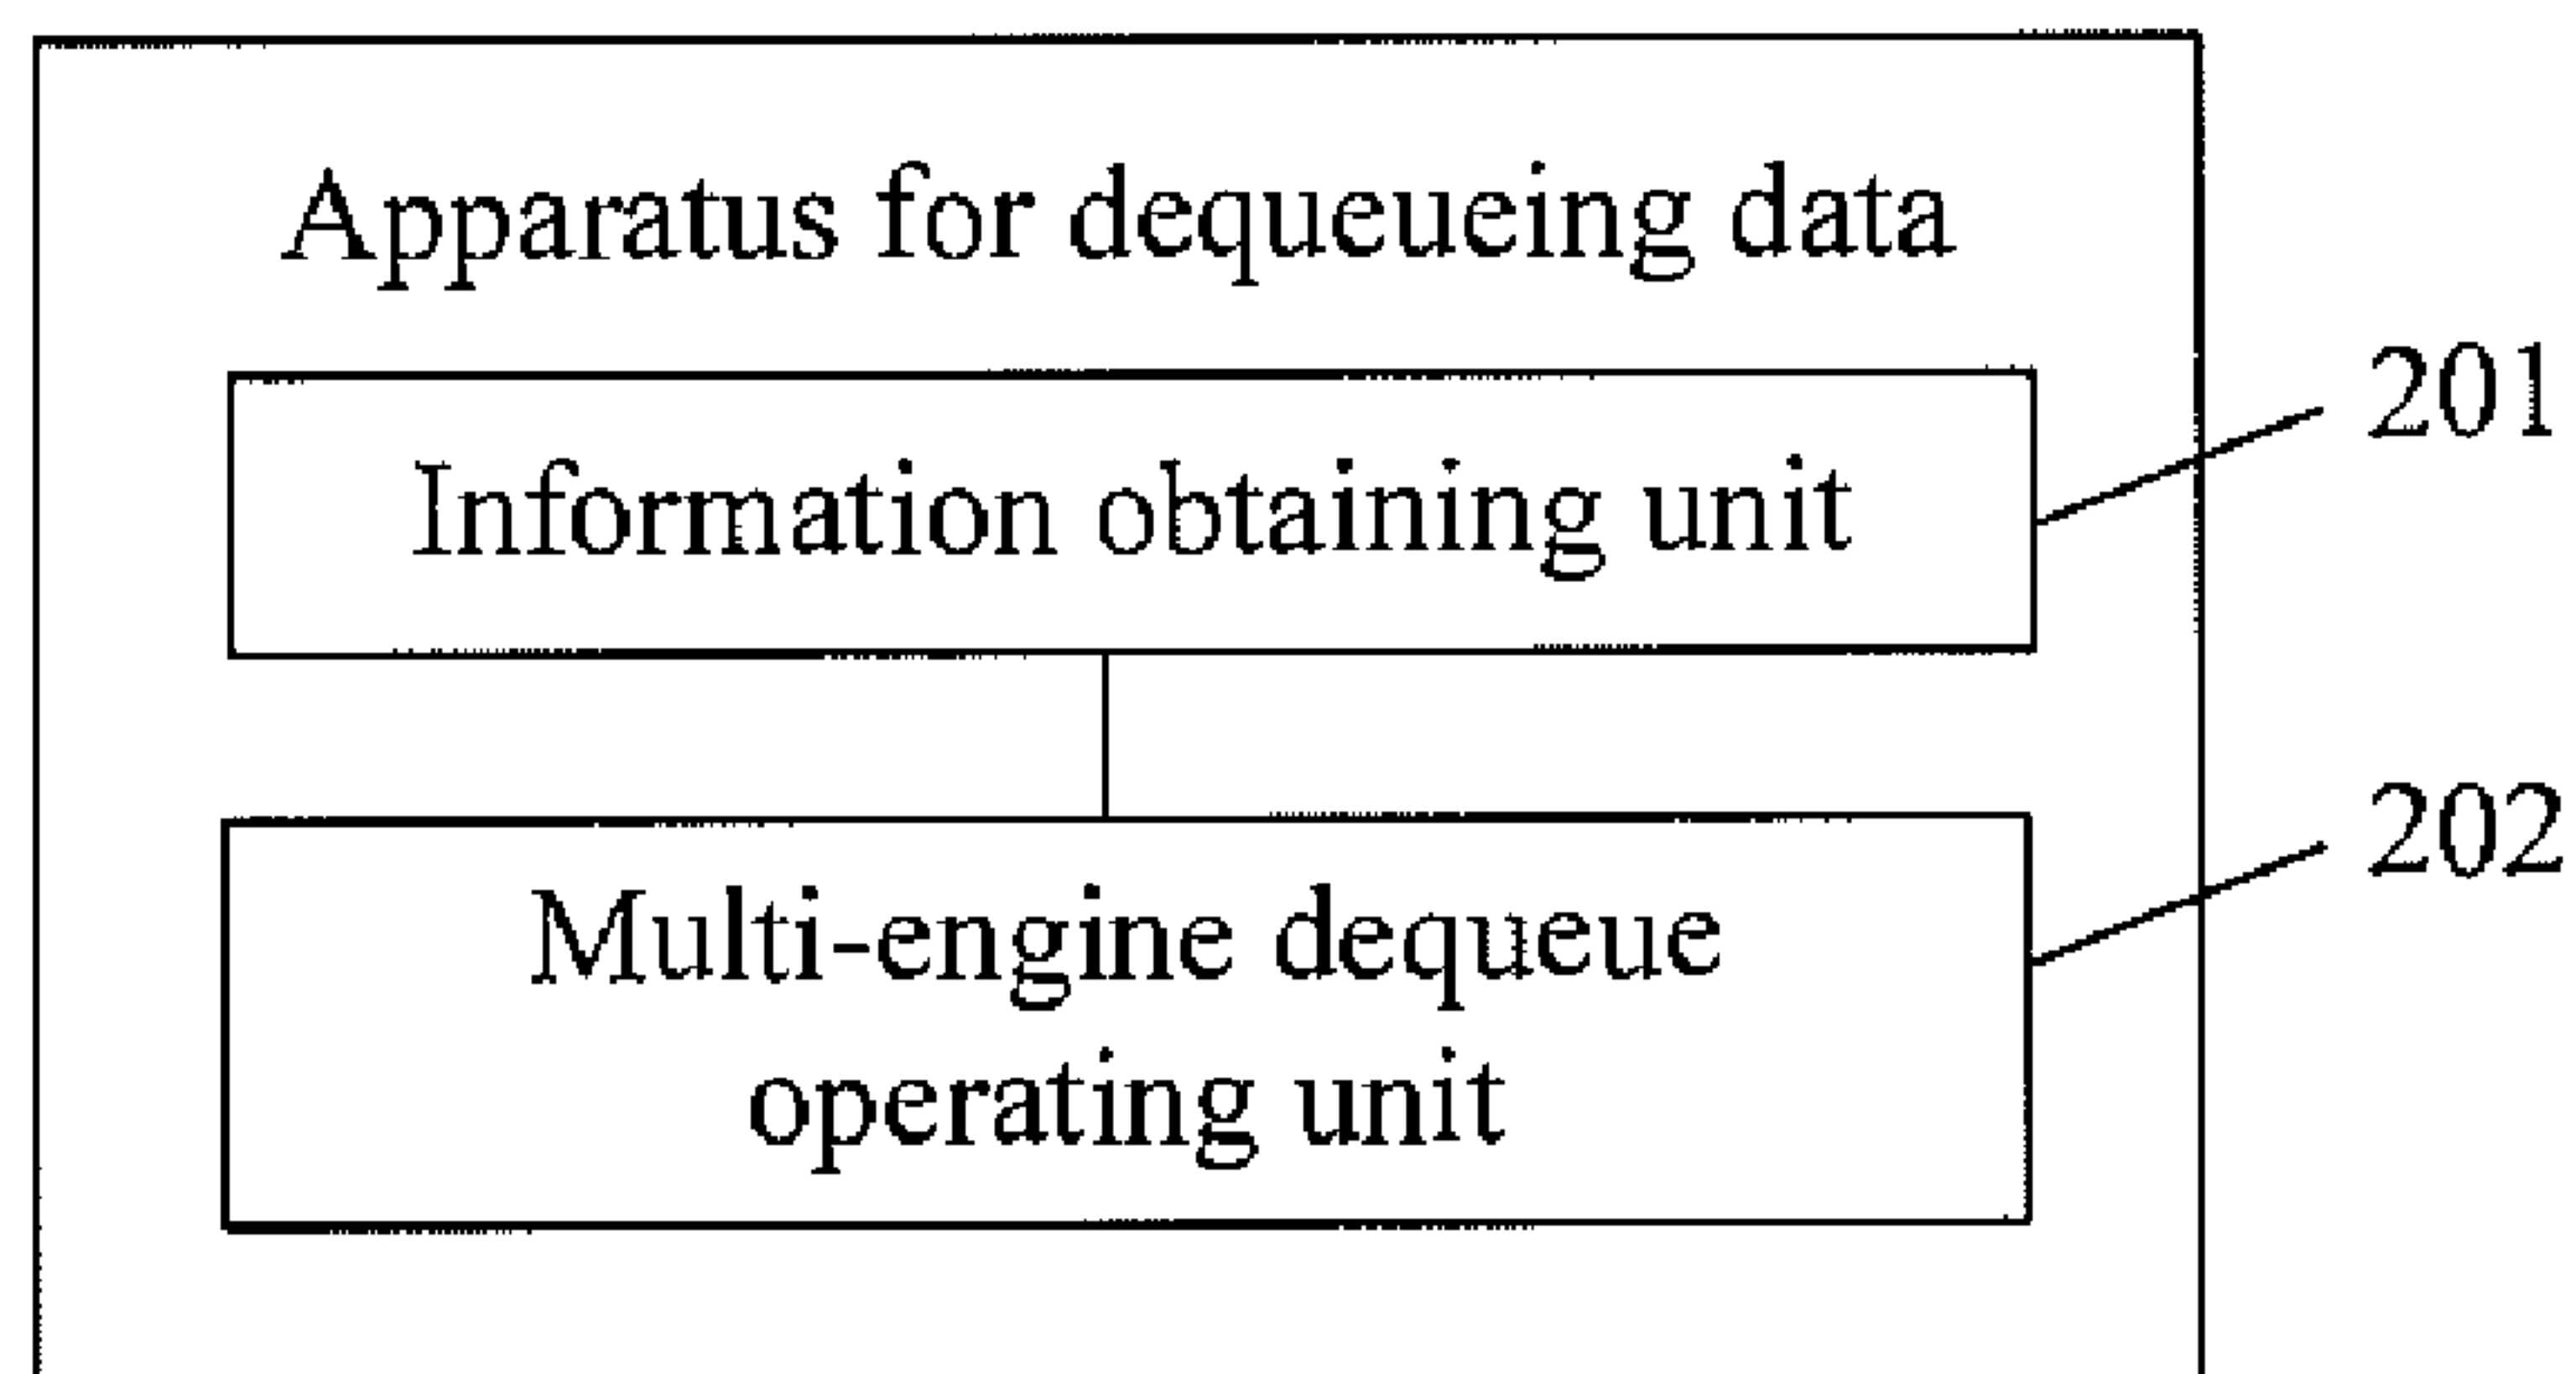 Apparatus for dequeueing data
201
Information obtaining unit
202
Multi-engine dequeue
operating unit